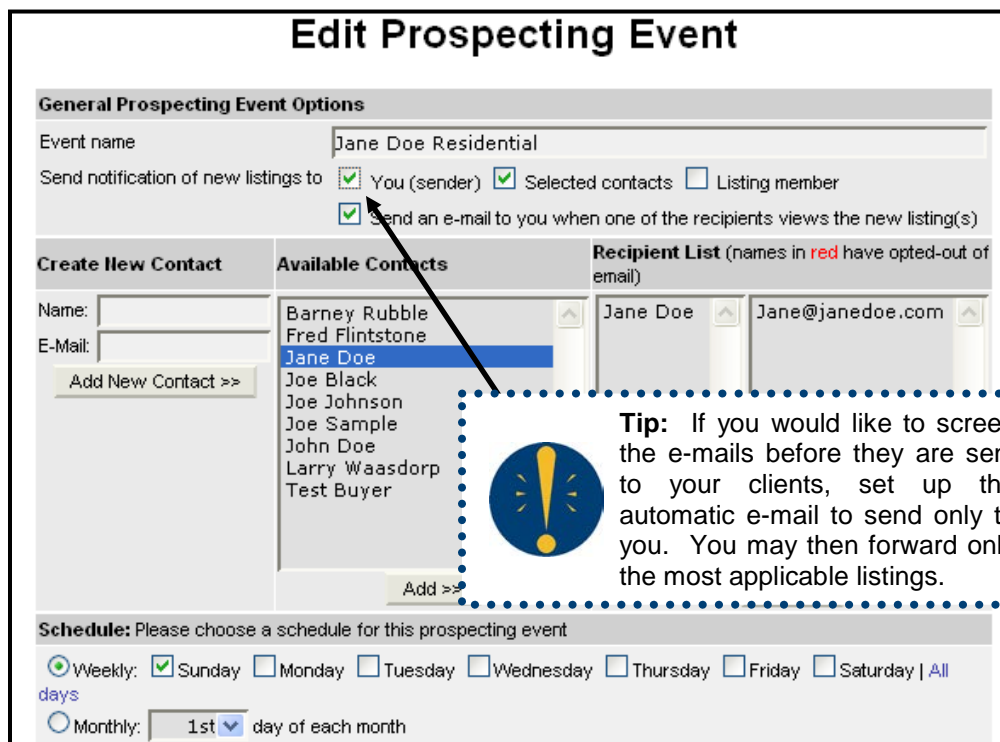 Edit Prospecting Event
General Prospecting Event Options
Event name Jane Doe Residential
Send notification of new listings to You (sender) Selected contacts Listing member
Send an e-mail to you when one of the recipients views the new listing(s)
Create New Contact
Name:
E-Mail:
Add New Contact >>
Available Contacts
Barney Rubble
Fred Flintstone
Jane Doe
Joe Black
Joe Johnson
Joe Sample
John Doe
Larry Waasdorp
Test Buyer
Add >>
Recipient List (names in red have opted-out of
email)
Jane Doe Jane@janedoe.com
Tip: If you would like to
the e-mails before they are
to your clients, set up
automatic e-mail to send only
you. You may then forward
the most applicable listings.
Schedule: Please choose a schedule for this prospecting event
Weekly: Sunday Monday Tuesday Wednesday Thursday Friday Saturday | All
days
Monthly: 1st day of each month